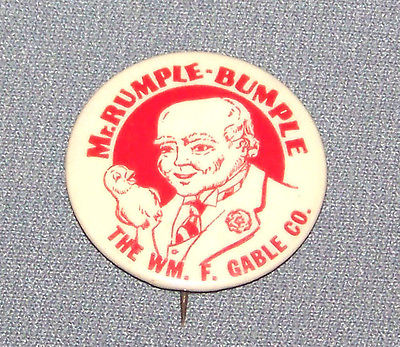 Mr. RUMPLE-BUMPLE
THE WM. F. GABLE CO.